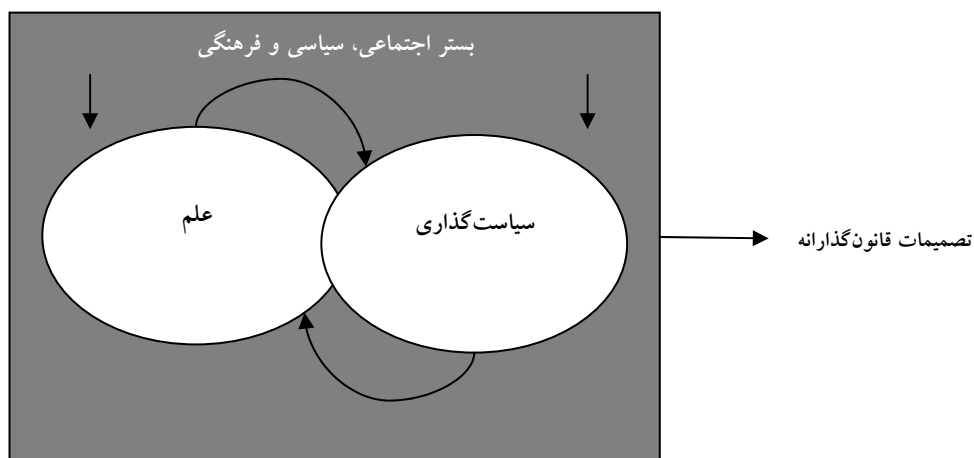 بستر اجتماعی، سیاسی و فرهنگی
سیاست‌گذاری
علم
تصمیمات قانون‌گذارانه